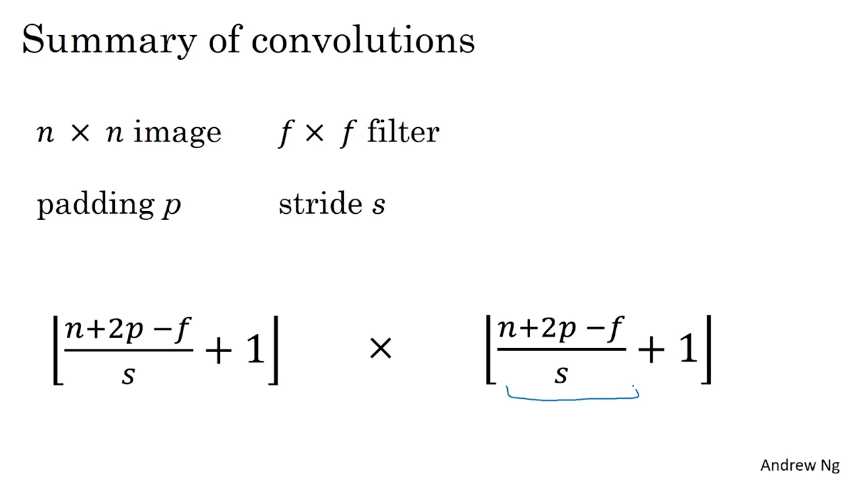 Summary of convolutions
n × n image f × f filter
padding p stride s
⌊(n+2p −f)/s + 1⌋ × ⌊(n+2p −f)/s + 1⌋
Andrew Ng